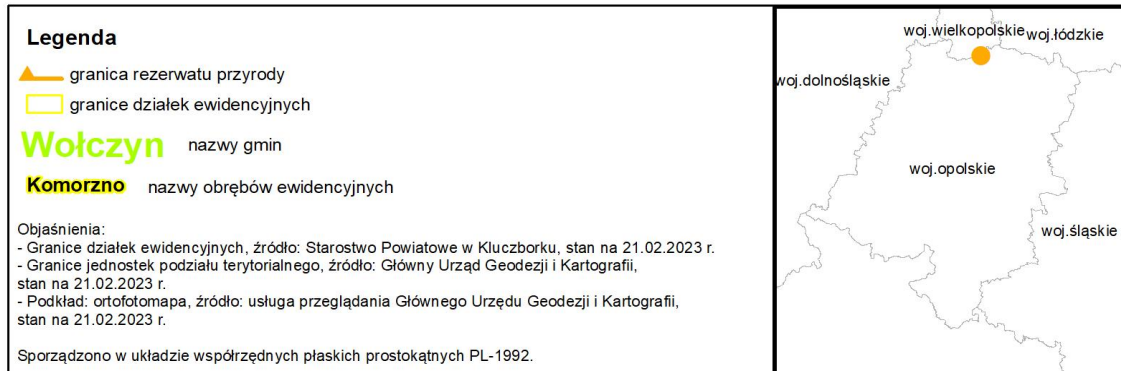 Legenda
granica rezerwatu przyrody
granice działek ewidencyjnych
Wołczyn nazwy gmin
Komorzno nazwy obrębów ewidencyjnych
Objaśnienia:
- Granice działek ewidencyjnych, źródło: Starostwo Powiatowe w Kluczborku, stan na 21.02.2023 r.
- Granice jednostek podziału terytorialnego, źródło: Główny Urząd Geodezji i Kartografii,
stan na 21.02.2023 r.
- Podkład: ortofotomapa, źródło: usługa przeglądania Głównego Urzędu Geodezji i Kartografii,
stan na 21.02.2023 r.
Sporządzono w układzie współrzędnych płaskich prostokątnych PL-1992.
woj.wielkopolskie
woj.łódzkie
woj.dolnośląskie
woj.opolskie
woj.śląskie